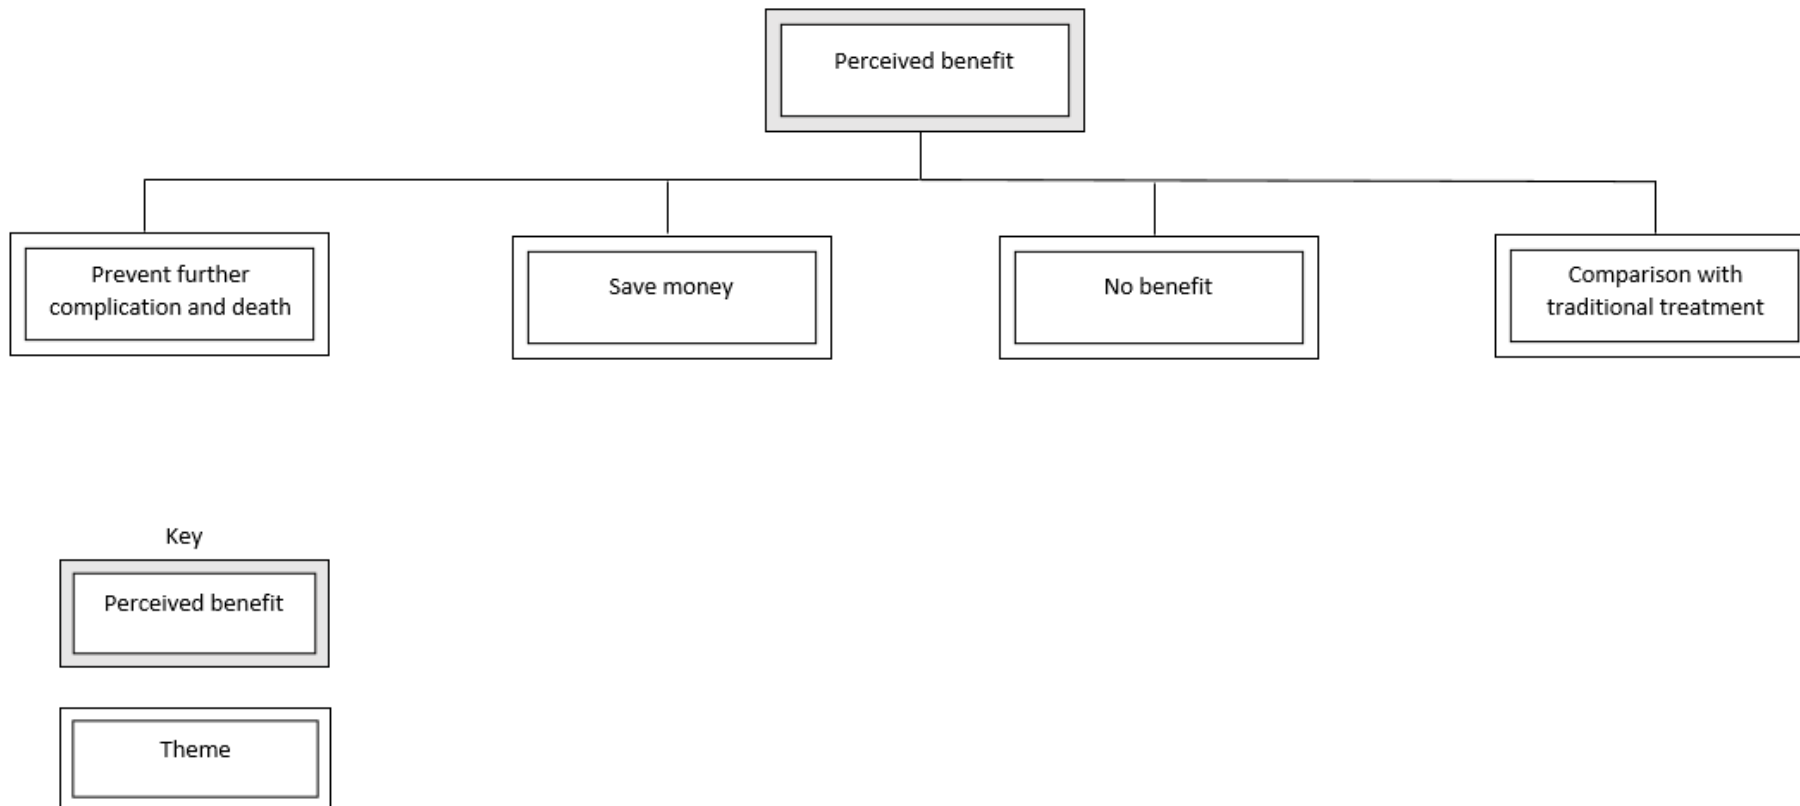 Perceived benefit
Prevent further
complication and death
Save money
No benefit
Comparison with
traditional treatment
Key
Perceived benefit
Theme